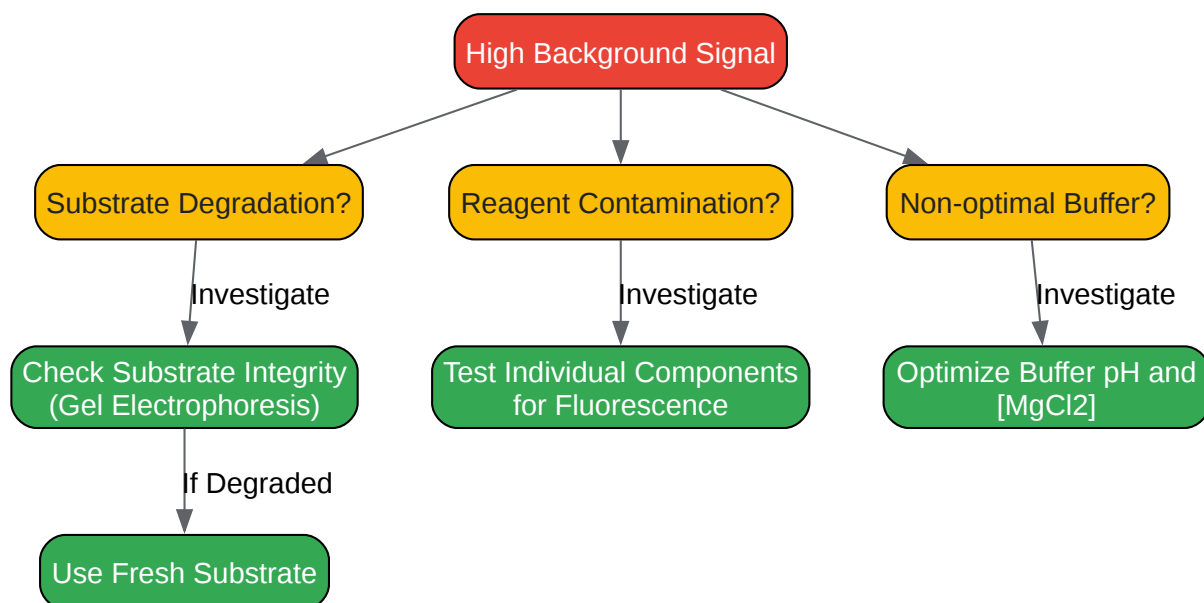 High Background Signal
Substrate Degradation?
Reagent Contamination?
Non-optimal Buffer?
Investigate
Investigate
Investigate
Check Substrate Integrity
(Gel Electrophoresis)
Test Individual Components
for Fluorescence
Optimize Buffer pH and
[MgCl2]
If Degraded
Use Fresh Substrate